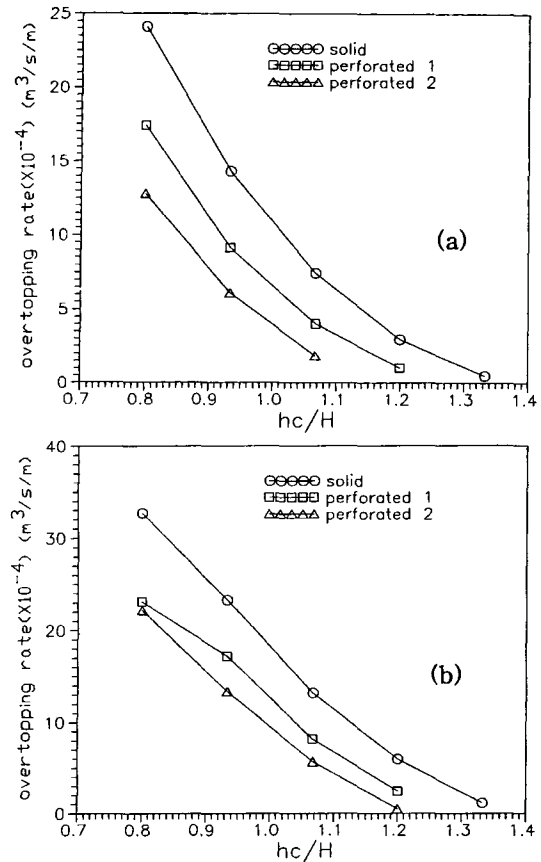 25
20
15
10
5
0
overtopping rate(X10⁻⁴) (m³/s/m)
solid
perforated 1
perforated 2
(a)
0.7 0.8 0.9 1.0 1.1 1.2 1.3 1.4
hc/H
40
30
20
10
0
overtopping rate(X10⁻⁴) (m³/s/m)
solid
perforated 1
perforated 2
(b)
0.7 0.8 0.9 1.0 1.1 1.2 1.3 1.4
hc/H